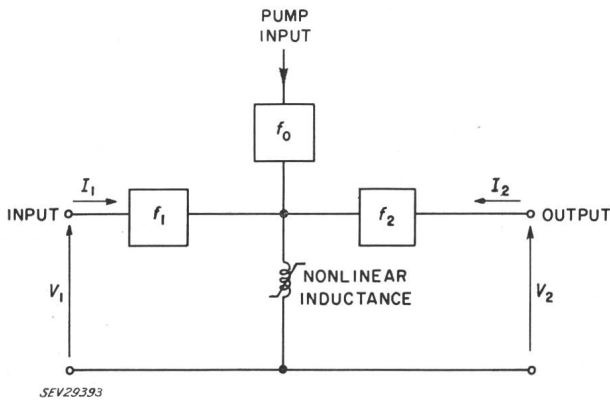 PUMP
INPUT
f₀
I₁
I₂
INPUT
f₁
f₂
OUTPUT
V₁
NONLINEAR
INDUCTANCE
V₂
SEV29393